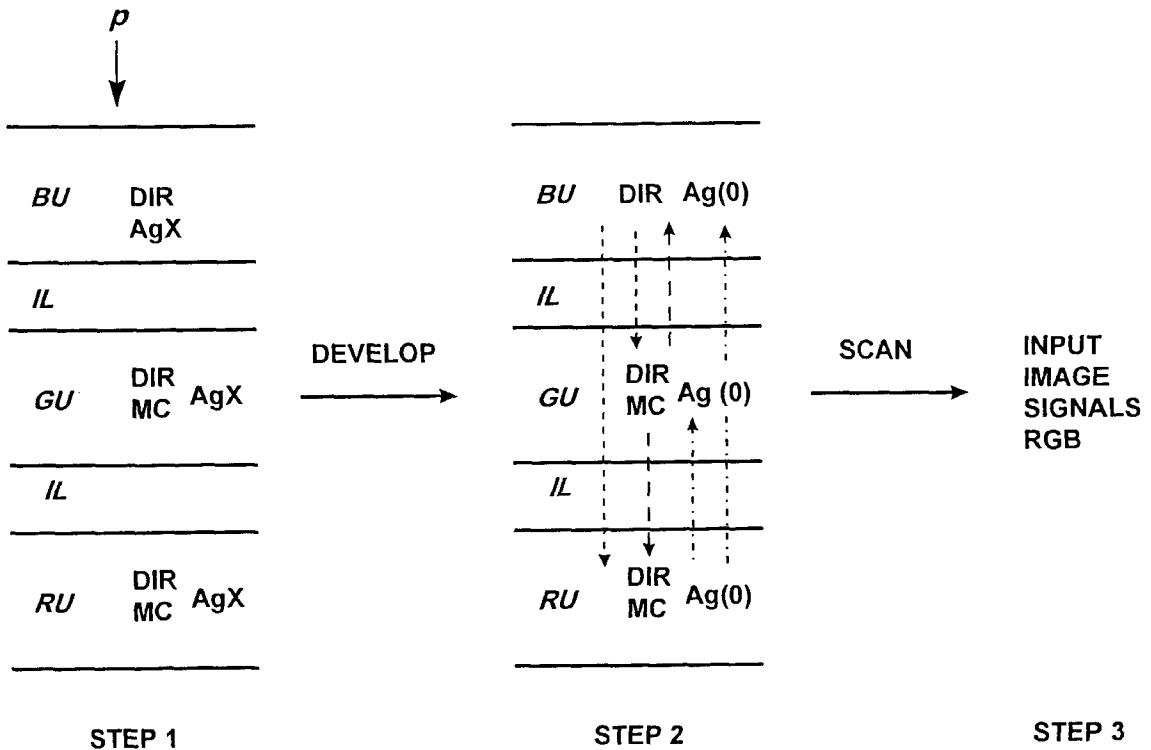 p
BU DIR
AgX
IL
GU DIR
MC AgX
IL
RU DIR
MC AgX
STEP 1
DEVELOP
BU DIR Ag(0)
IL
GU DIR
MC Ag (0)
IL
RU DIR
MC Ag(0)
STEP 2
SCAN
INPUT
IMAGE
SIGNALS
RGB
STEP 3